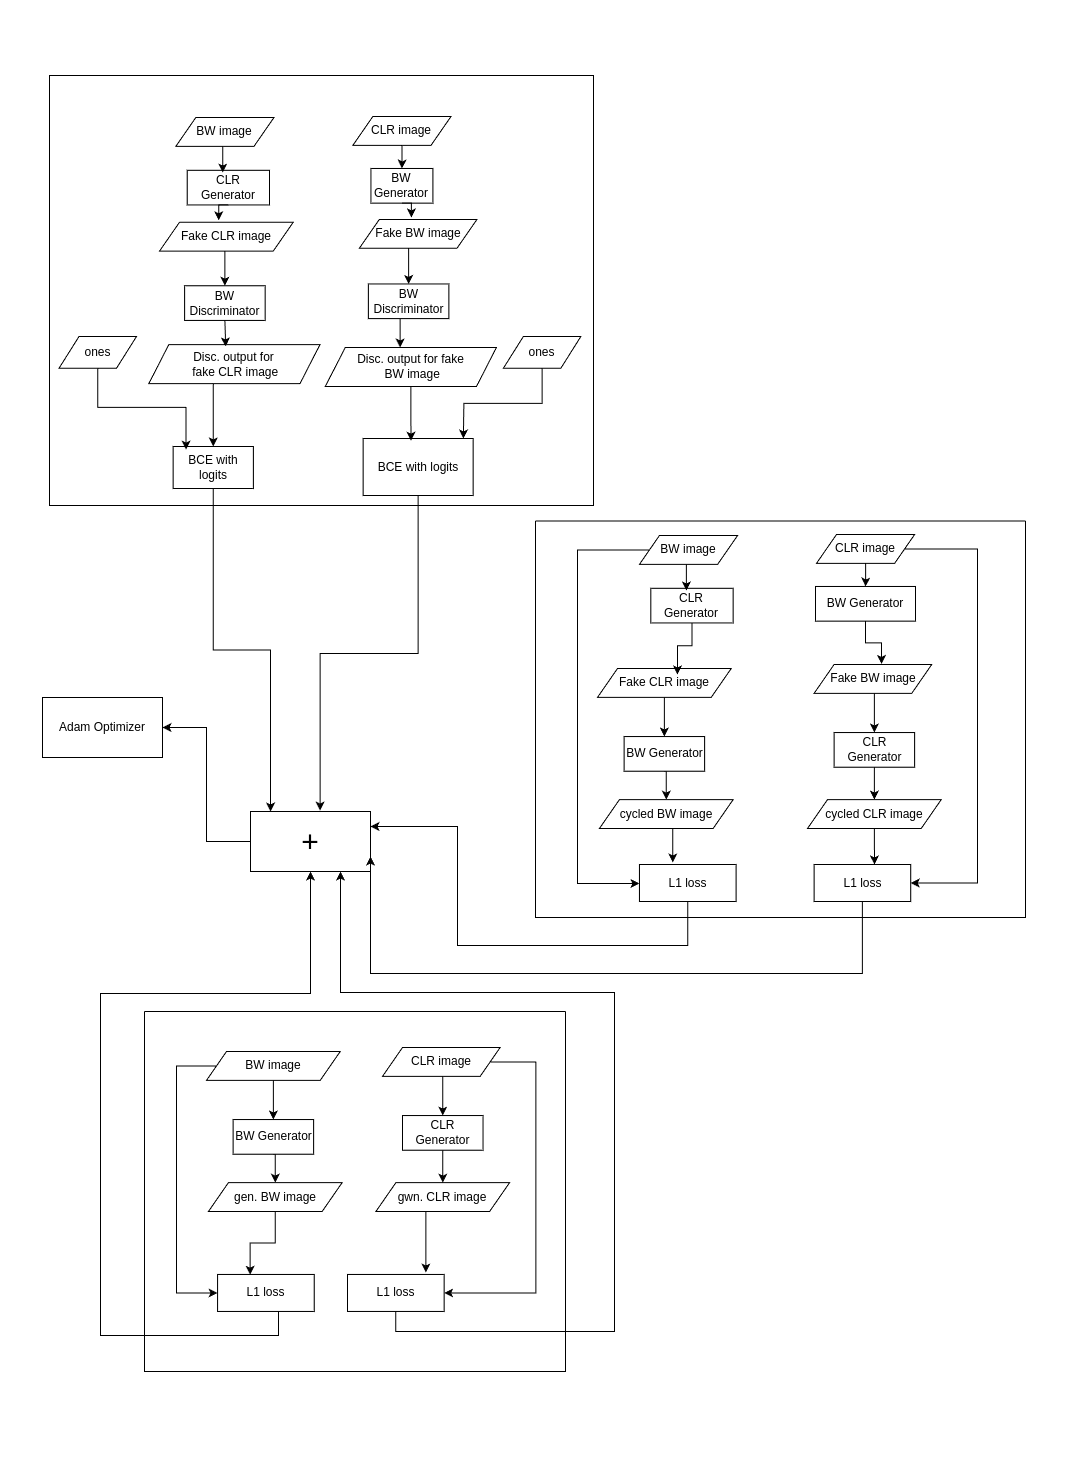 BW image
CLR
Generator
Fake CLR image
BW
Discriminator
ones
Disc. output for
fake CLR image
BCE with
logits
CLR image
BW
Generator
Fake BW image
BW
Discriminator
Disc. output for fake
BW image
ones
BCE with logits
BW image
CLR
Generator
Fake CLR image
BW Generator
cycled BW image
L1 loss
CLR image
BW Generator
Fake BW image
CLR
Generator
cycled CLR image
L1 loss
Adam Optimizer
+
BW image
BW Generator
gen. BW image
L1 loss
CLR image
CLR
Generator
gwn. CLR image
L1 loss